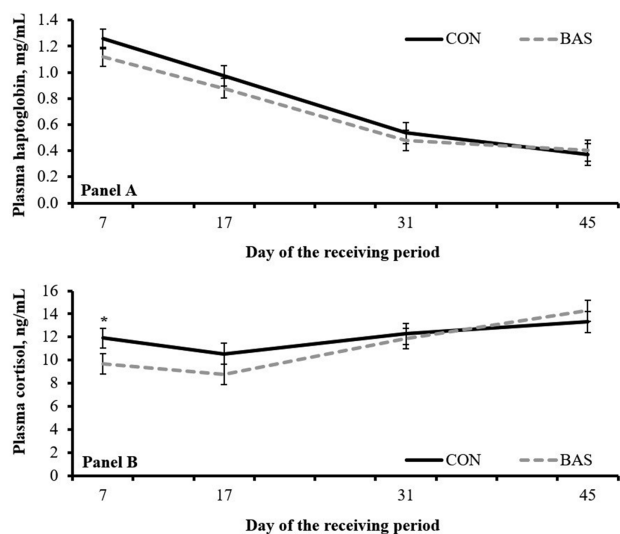 1.4
1.2
1.0
0.8
0.6
0.4
0.2
0.0
Plasma haptoglobin, mg/mL
CON BAS
Panel A
7 17 31 45
Day of the receiving period
16
14
12
10
8
6
4
2
0
Plasma cortisol, ng/mL
*
Panel B
CON BAS
7 17 31 45
Day of the receiving period